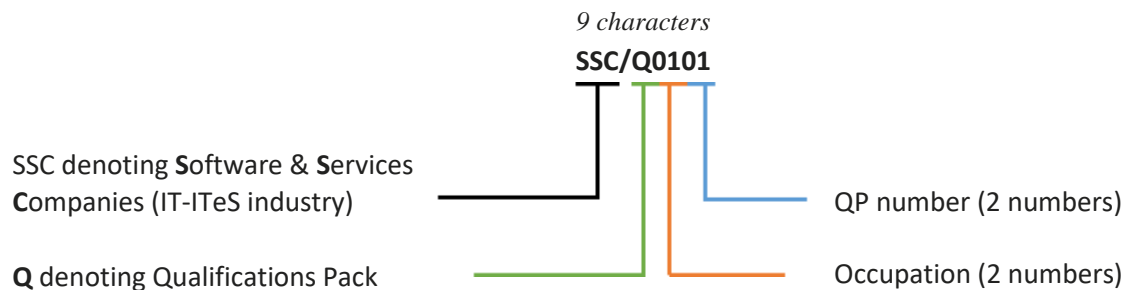 9 characters
SSC/Q0101
SSC denoting Software & Services
Companies (IT-ITeS industry)
QP number (2 numbers)
Q denoting Qualifications Pack
Occupation (2 numbers)